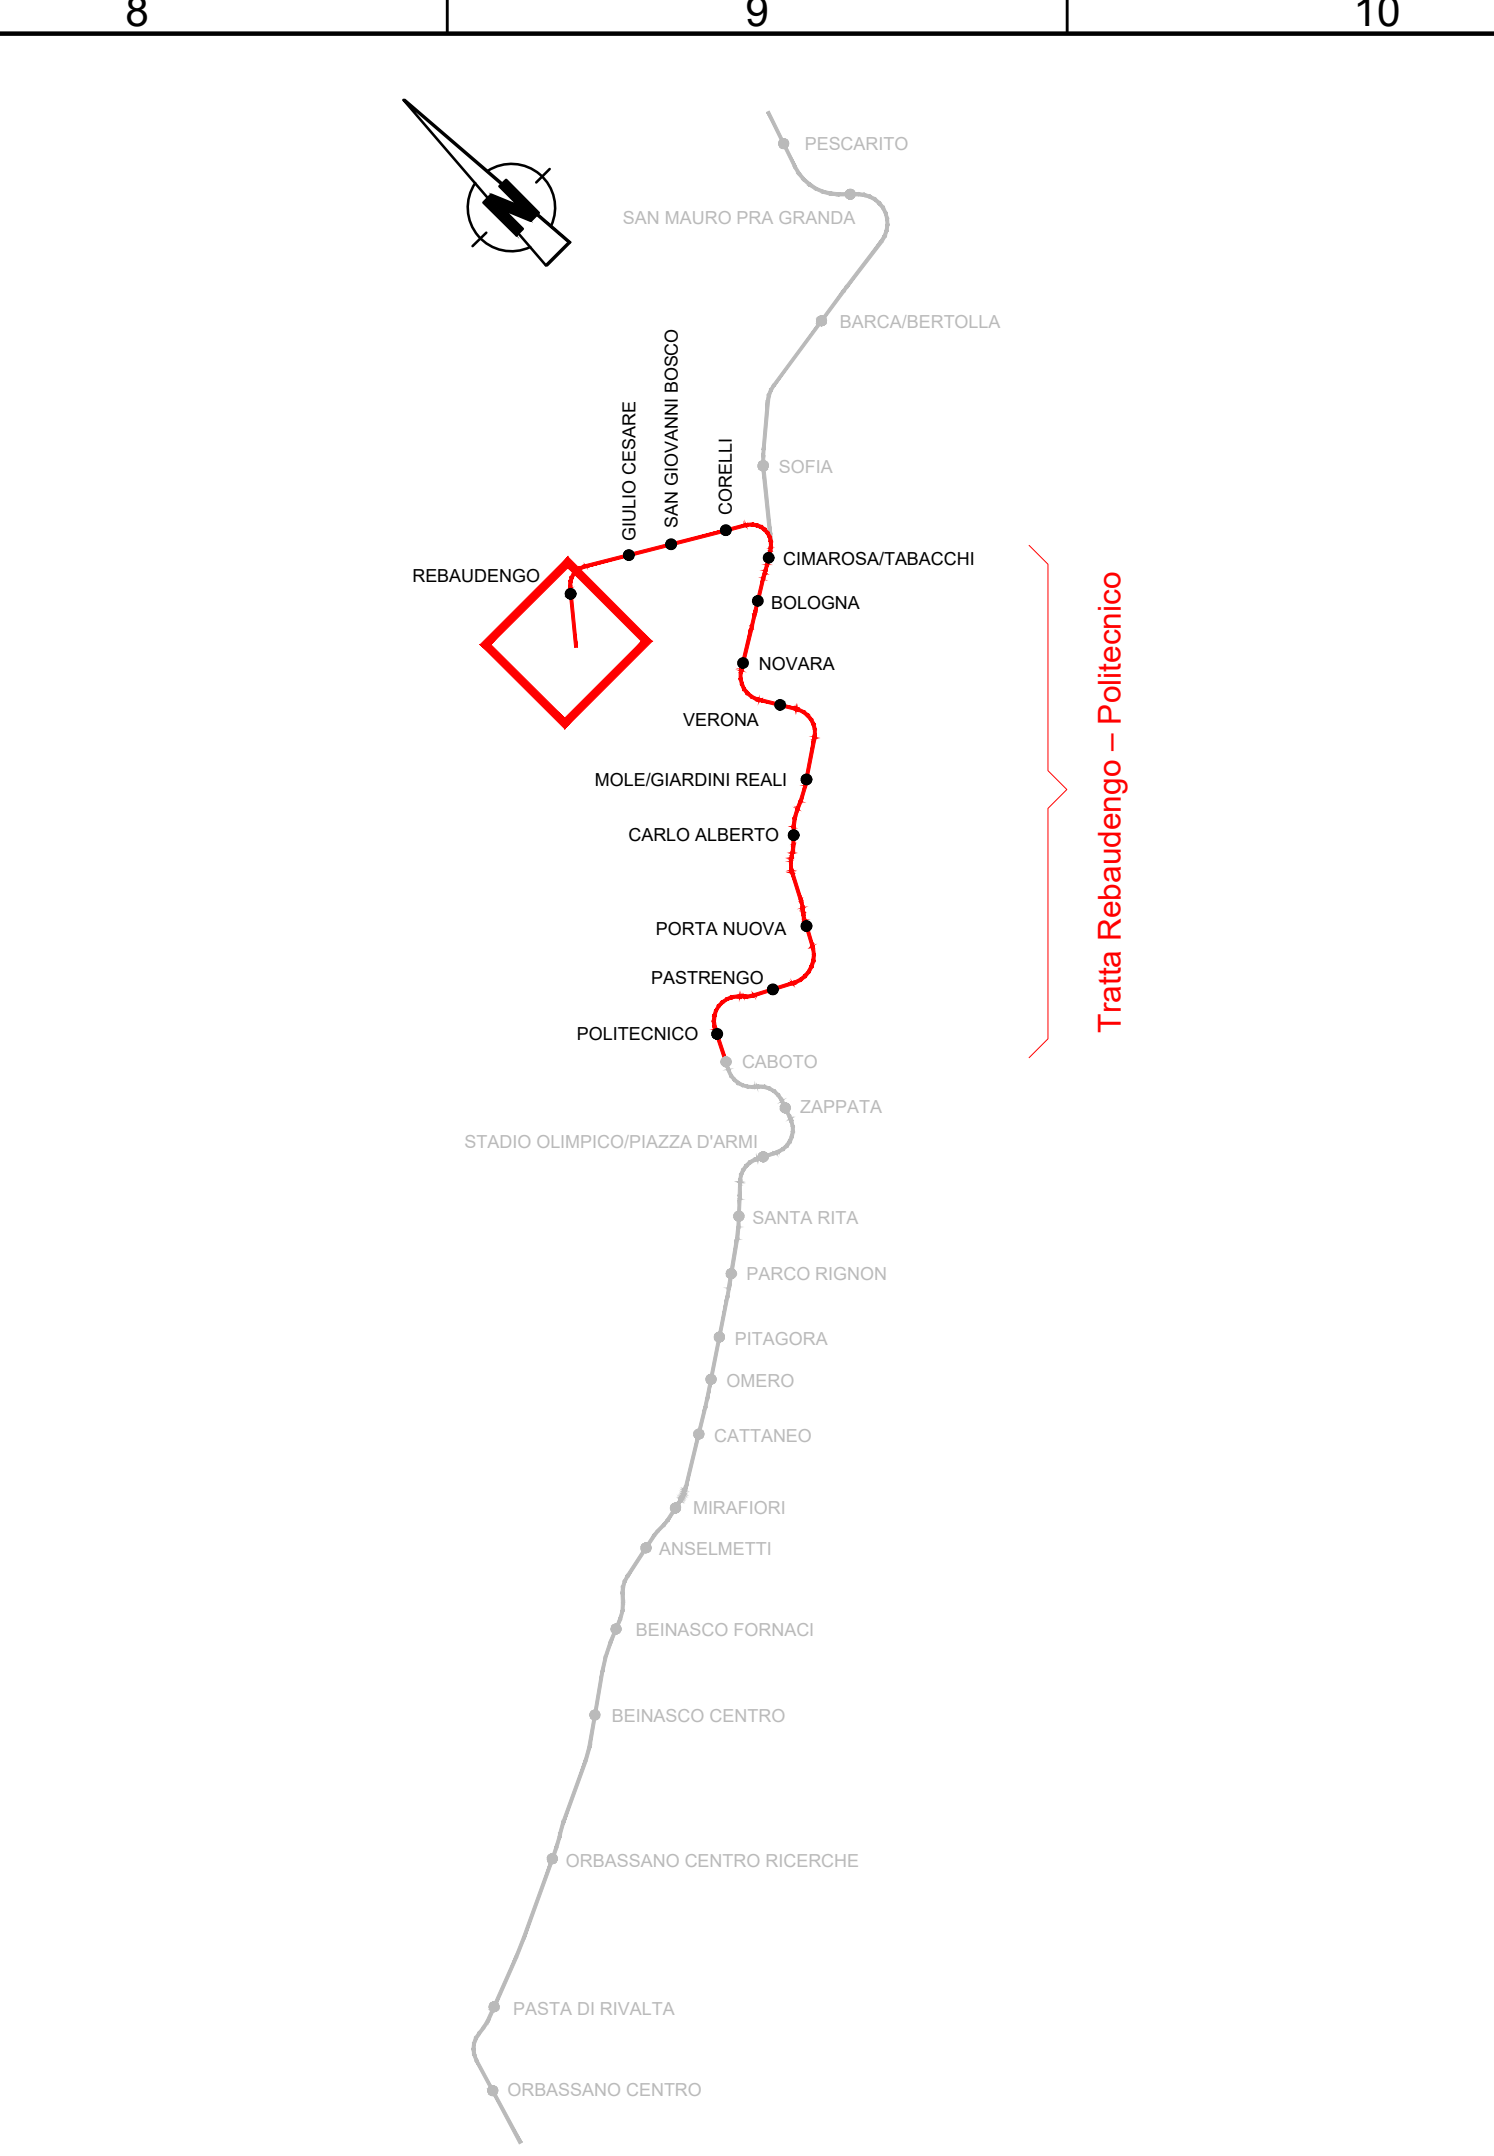 8
9
10
N
PESCARITO
SAN MAURO PRA GRANDA
BARCA/BERTOLLA
SOFIA
GIULIO CESARE
SAN GIOVANNI BOSCO
CORELLI
REBAUDENGO
CIMAROSA/TABACCHI
BOLOGNA
NOVARA
VERONA
MOLE/GIARDINI REALI
CARLO ALBERTO
PORTA NUOVA
PASTRENGO
POLITECNICO
Tratta Rebaudengo – Politecnico
CABOTO
ZAPPATA
STADIO OLIMPICO/PIAZZA D'ARMI
SANTA RITA
PARCO RIGNON
PITAGORA
OMERO
CATTANEO
MIRAFIORI
ANSELMETTI
BEINASCO FORNACI
BEINASCO CENTRO
ORBASSANO CENTRO RICERCHE
PASTA DI RIVALTA
ORBASSANO CENTRO